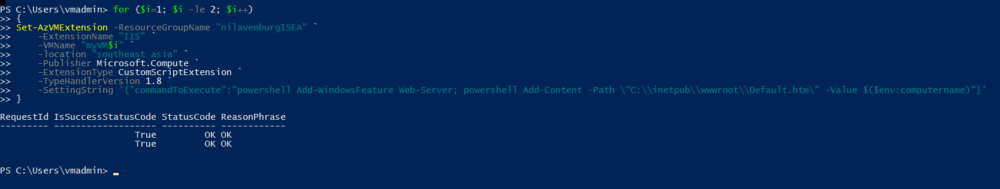 PS C:\Users\vmadmin> for ($i=1; $i -le 2; $i++)
>> {
>> Set-AzVMExtension -ResourceGroupName "nilavemburg1SEA" `
>>     -ExtensionName "IIS" `
>>     -VMName "myVM$i" `
>>     -location "southeast asia" `
>>     -Publisher Microsoft.Compute `
>>     -ExtensionType CustomScriptExtension `
>>     -TypeHandlerVersion 1.8 `
>>     -SettingString '{"commandToExecute":"powershell Add-WindowsFeature Web-Server; powershell Add-Content -Path \"C:\\inetpub\\wwwroot\\Default.htm\" -Value $($env:computername)"}'
>> }
RequestId IsSuccessStatusCode StatusCode ReasonPhrase
--------- ------------------- ---------- ------------
                         True         OK OK
                         True         OK OK
PS C:\Users\vmadmin>